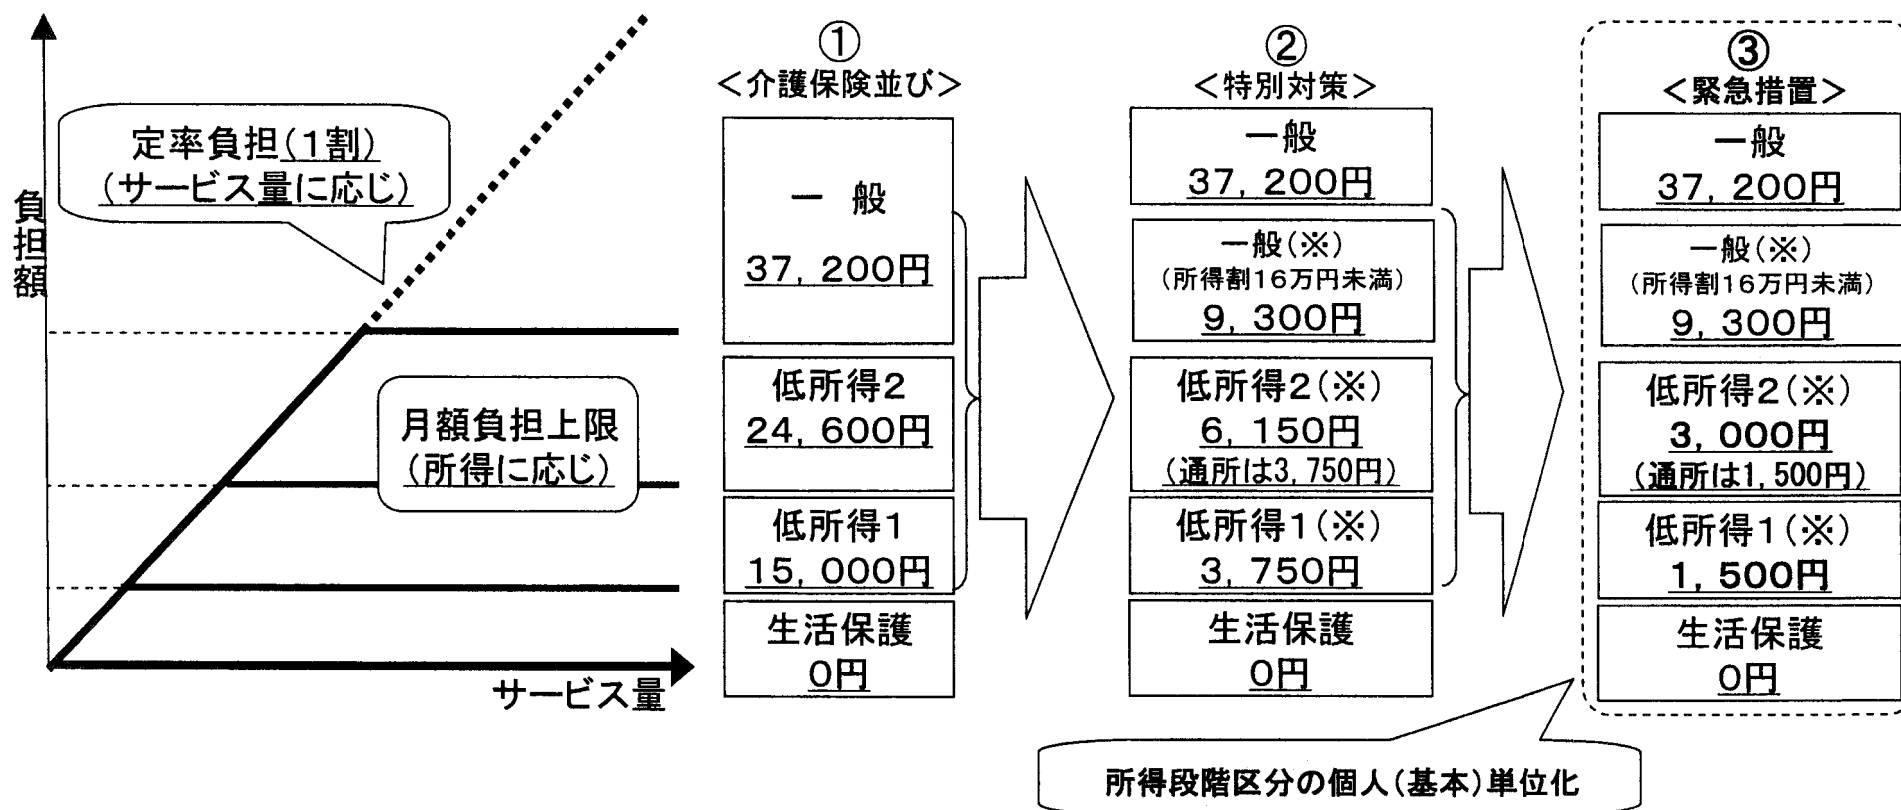 負担額
定率負担(1割)
(サービス量に応じ)
月額負担上限
(所得に応じ)
サービス量
①
<介護保険並び>
一 般
37,200円
低所得2
24,600円
低所得1
15,000円
生活保護
0円
②
<特別対策>
一般
37,200円
一般(※)
(所得割16万円未満)
9,300円
低所得2(※)
6,150円
(通所は3,750円)
低所得1(※)
3,750円
生活保護
0円
③
<緊急措置>
一般
37,200円
一般(※)
(所得割16万円未満)
9,300円
低所得2(※)
3,000円
(通所は1,500円)
低所得1(※)
1,500円
生活保護
0円
所得段階区分の個人(基本)単位化